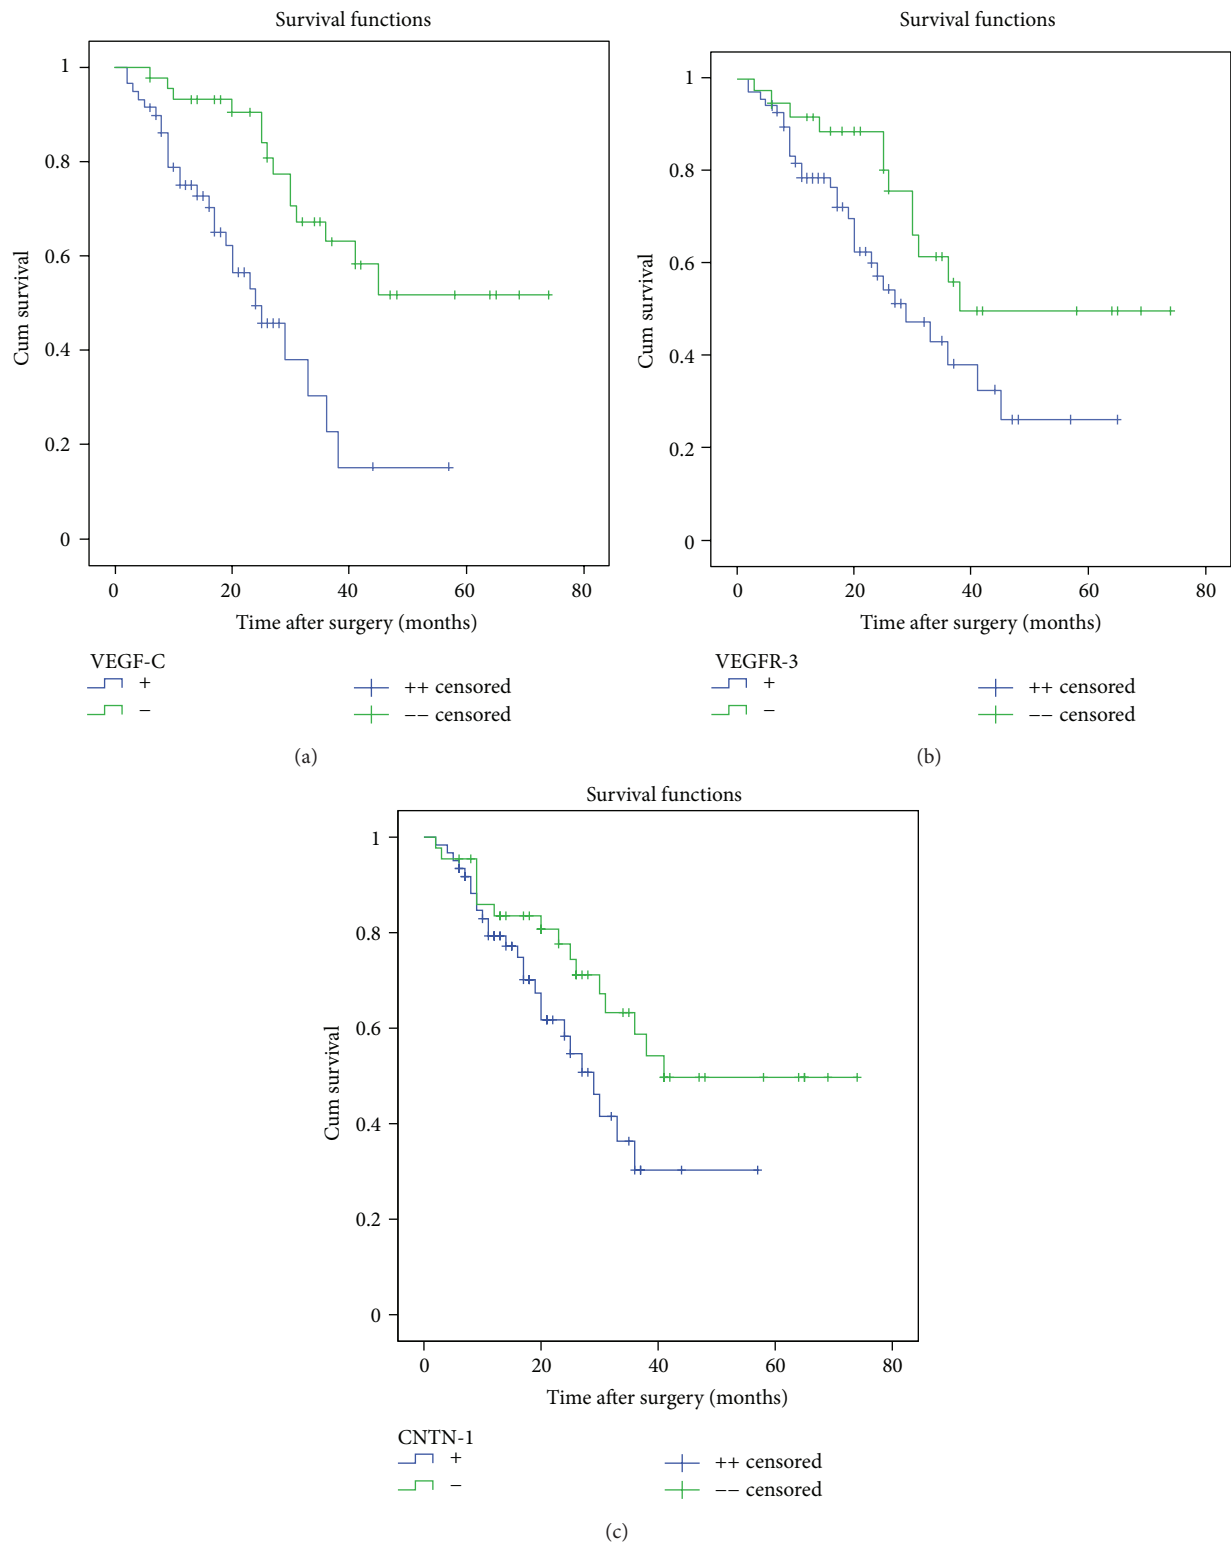 Survival functions
1
0.8
0.6
0.4
0.2
0
Cum survival
0 20 40 60 80
Time after surgery (months)
VEGF-C
+ ++ censored
− −− censored
(a)
Survival functions
1
0.8
0.6
0.4
0.2
0
Cum survival
0 20 40 60 80
Time after surgery (months)
VEGFR-3
+ ++ censored
− −− censored
(b)
Survival functions
1
0.8
0.6
0.4
0.2
0
Cum survival
0 20 40 60 80
Time after surgery (months)
CNTN-1
+ ++ censored
− −− censored
(c)